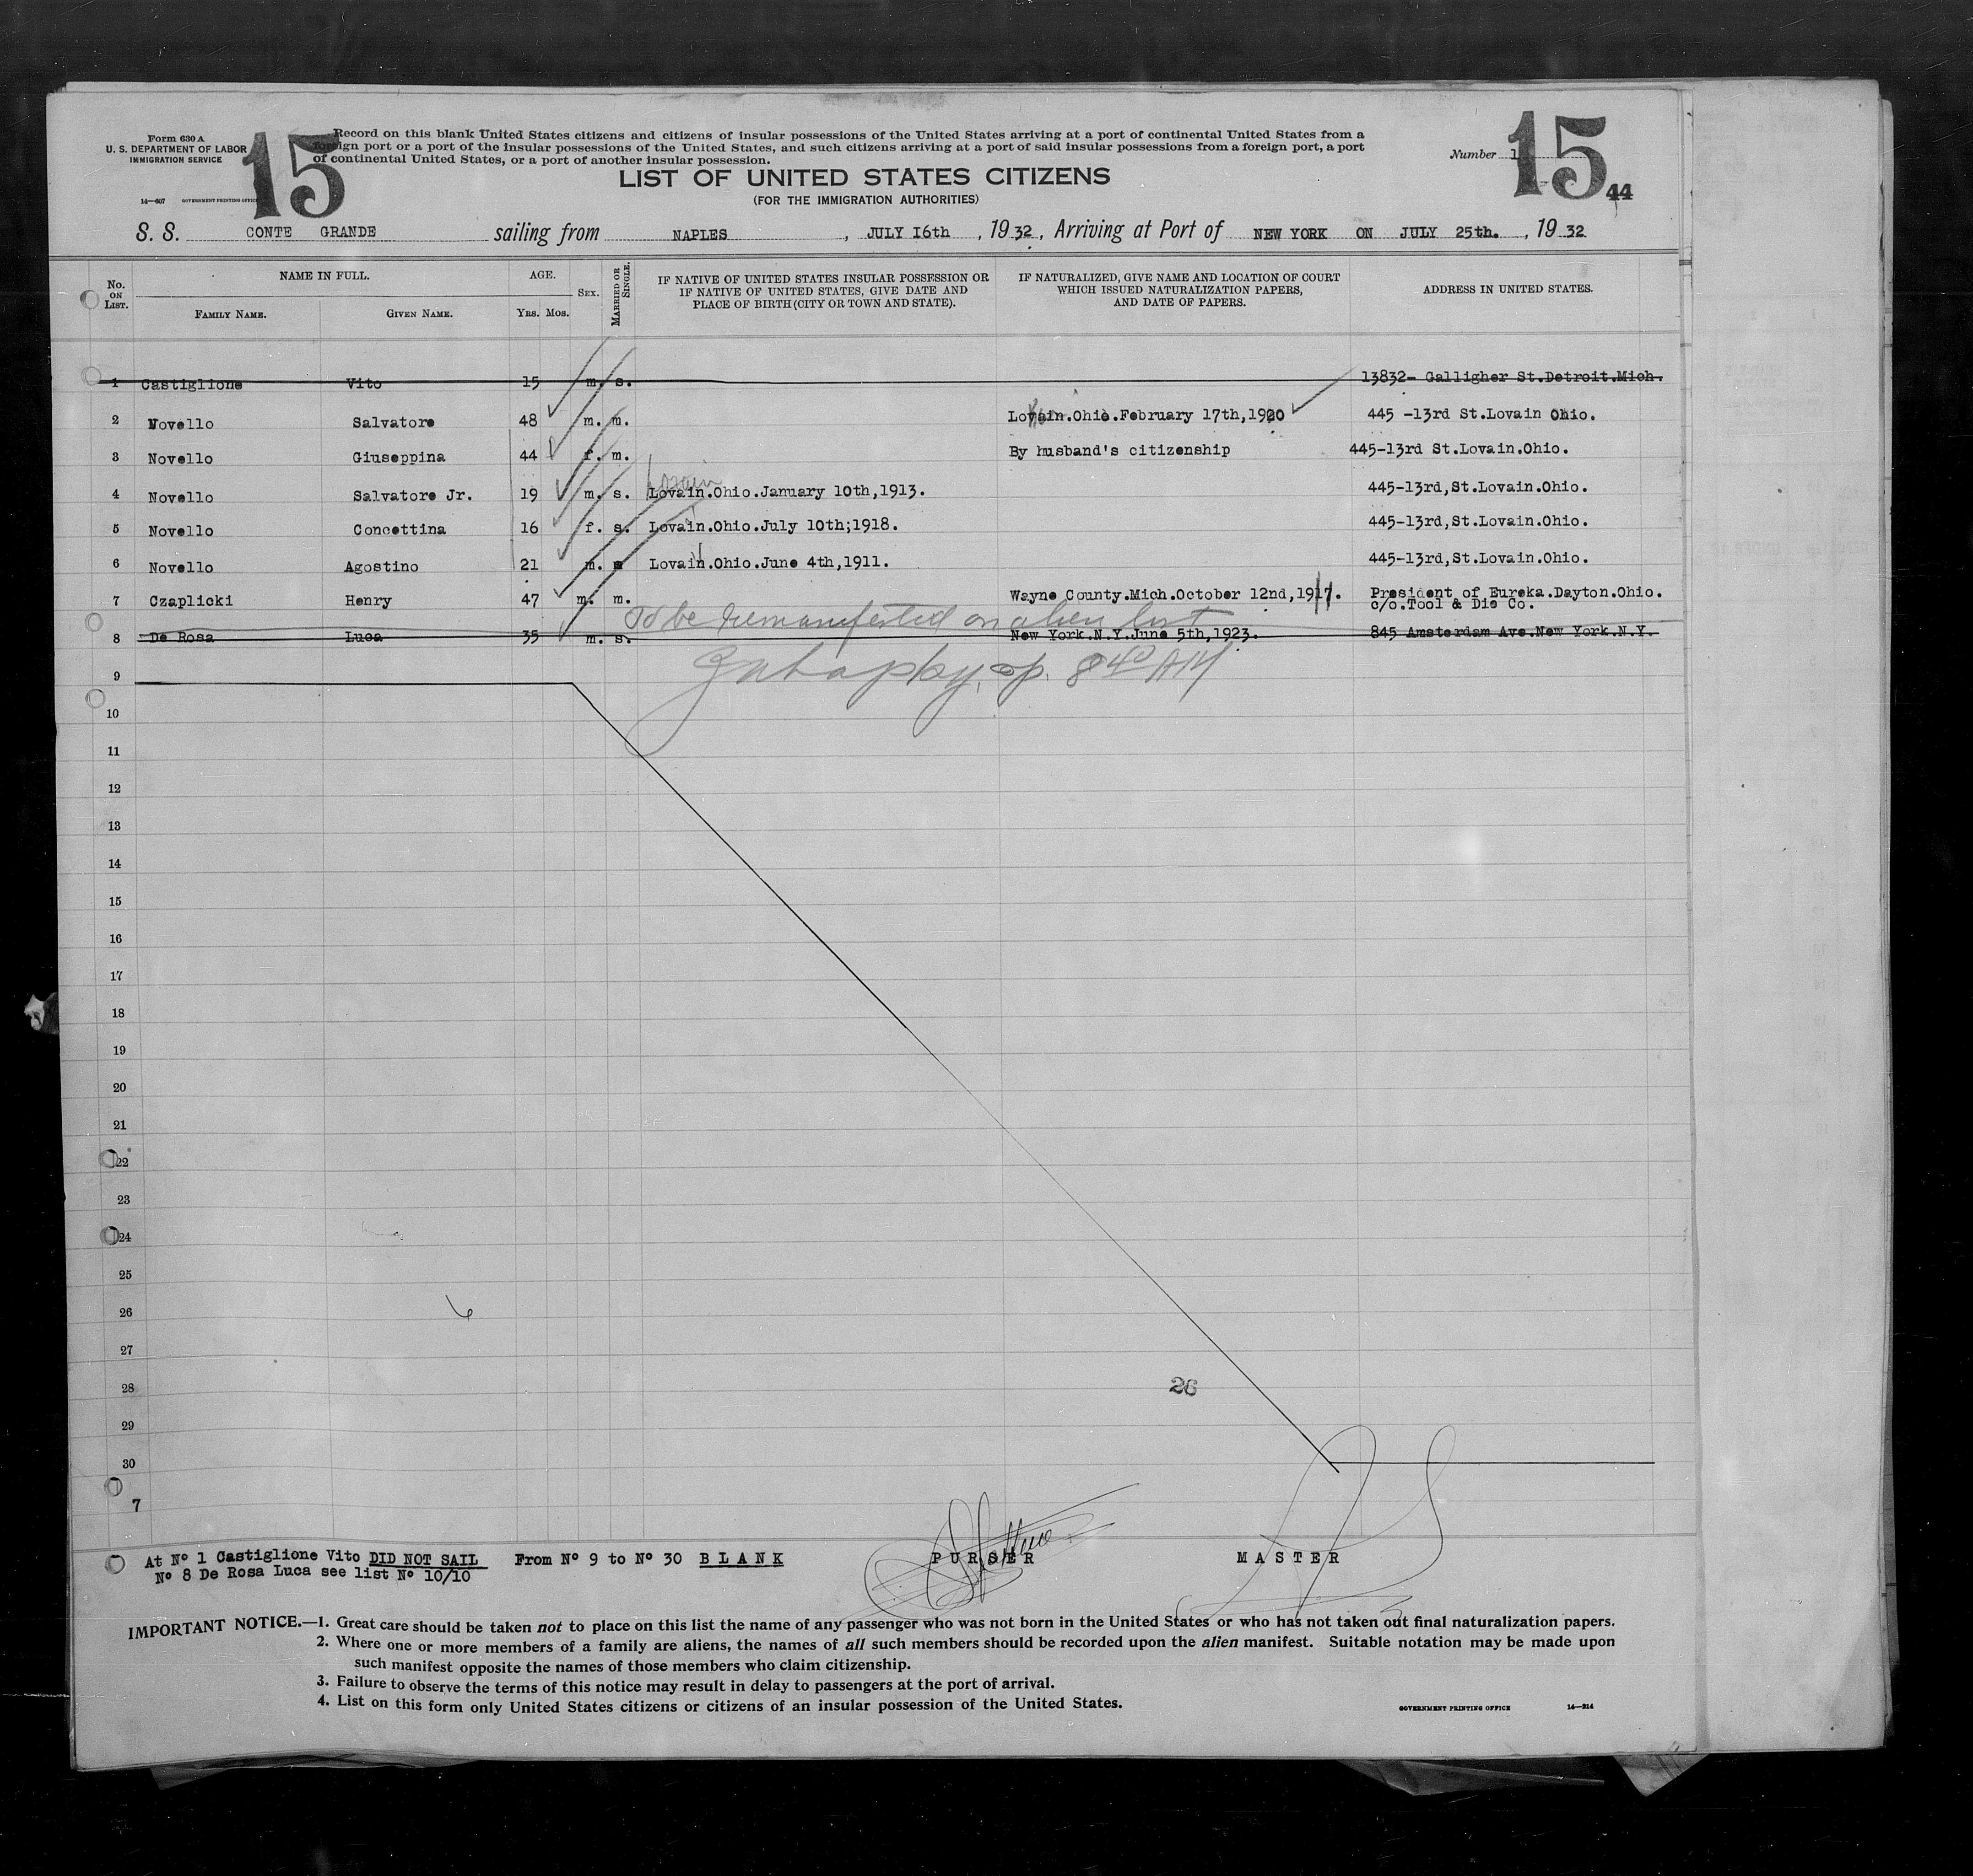 Form 630 A
U. S. DEPARTMENT OF LABOR
IMMIGRATION SERVICE
14—607 GOVERNMENT PRINTING OFFICE
15
Record on this blank United States citizens and citizens of insular possessions of the United States arriving at a port of continental United States from a
foreign port or a port of the insular possessions of the United States, and such citizens arriving at a port of said insular possessions from a foreign port, a port
of continental United States, or a port of another insular possession.
Number 1
15
44
LIST OF UNITED STATES CITIZENS
(FOR THE IMMIGRATION AUTHORITIES)
S. S. CONTE GRANDE sailing from NAPLES, JULY I6th, 1932, Arriving at Port of NEW YORK ON JULY 25th., 1932
No. ON LIST. NAME IN FULL. FAMILY NAME. GIVEN NAME. AGE. YRS. MOS. SEX. MARRIED OR SINGLE. IF NATIVE OF UNITED STATES INSULAR POSSESSION OR IF NATIVE OF UNITED STATES, GIVE DATE AND PLACE OF BIRTH (CITY OR TOWN AND STATE). IF NATURALIZED, GIVE NAME AND LOCATION OF COURT WHICH ISSUED NATURALIZATION PAPERS, AND DATE OF PAPERS. ADDRESS IN UNITED STATES.
1 Castiglione Vito 15 m. s. 13832- Galligher St.Detroit.Mich.
2 Novello Salvatore 48 m. m. Lovain.Ohio.February 17th,1920 445 -13rd St.Lovain Ohio.
3 Novello Giuseppina 44 f. m. By husband's citizenship 445-13rd St.Lovain.Ohio.
Lorain
4 Novello Salvatore Jr. 19 m. s. Lovain.Ohio.January 10th,1913. 445-13rd,St.Lovain.Ohio.
5 Novello Concettina 16 f. s. Lovain.Ohio.July 10th;1918. 445-13rd,St.Lovain.Ohio.
6 Novello Agostino 21 m. s Lovain.Ohio.June 4th,1911. 445-13rd,St.Lovain.Ohio.
7 Czaplicki Henry 47 m. m. Wayne County.Mich.October 12nd,1917. President of Eureka.Dayton.Ohio.
c/o.Tool & Die Co.
To be remanifested on alien list
8 De Rosa Luca 35 m. s. New York.N.Y.June 5th,1923. 845 Amsterdam Ave.New York.N.Y.
8 40 AM
9
10
11
12
13
14
15
16
17
18
19
20
21
22
23
24
25
26
27
28
26
29
30
7
At Nº 1 Castiglione Vito DID NOT SAIL From Nº 9 to Nº 30 BLANK PURSER MASTER
Nº 8 De Rosa Luca see list Nº 10/10
IMPORTANT NOTICE.—1. Great care should be taken not to place on this list the name of any passenger who was not born in the United States or who has not taken out final naturalization papers.
2. Where one or more members of a family are aliens, the names of all such members should be recorded upon the alien manifest. Suitable notation may be made upon
such manifest opposite the names of those members who claim citizenship.
3. Failure to observe the terms of this notice may result in delay to passengers at the port of arrival.
4. List on this form only United States citizens or citizens of an insular possession of the United States.
GOVERNMENT PRINTING OFFICE 14—214